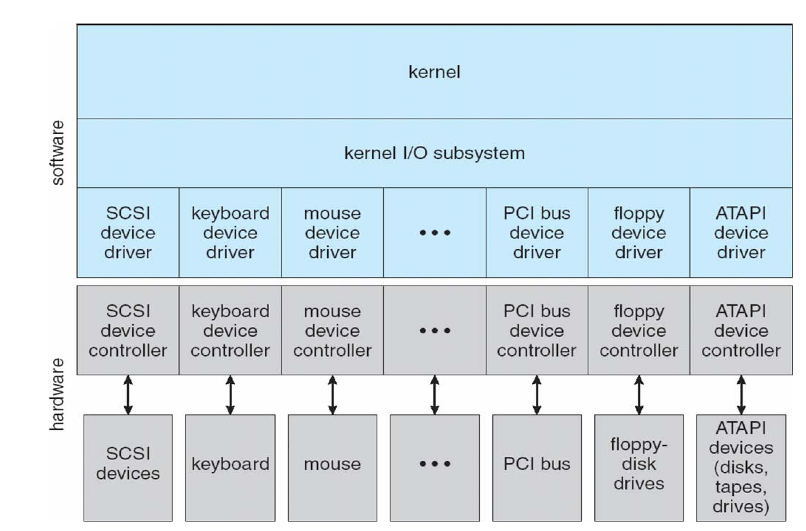 kernel
kernel I/O subsystem
software
SCSI
device
driver
keyboard
device
driver
mouse
device
driver
•••
PCI bus
device
driver
floppy
device
driver
ATAPI
device
driver
SCSI
device
controller
keyboard
device
controller
mouse
device
controller
•••
PCI bus
device
controller
floppy
device
controller
ATAPI
device
controller
hardware
SCSI
devices
keyboard
mouse
•••
PCI bus
floppy-
disk
drives
ATAPI
devices
(disks,
tapes,
drives)